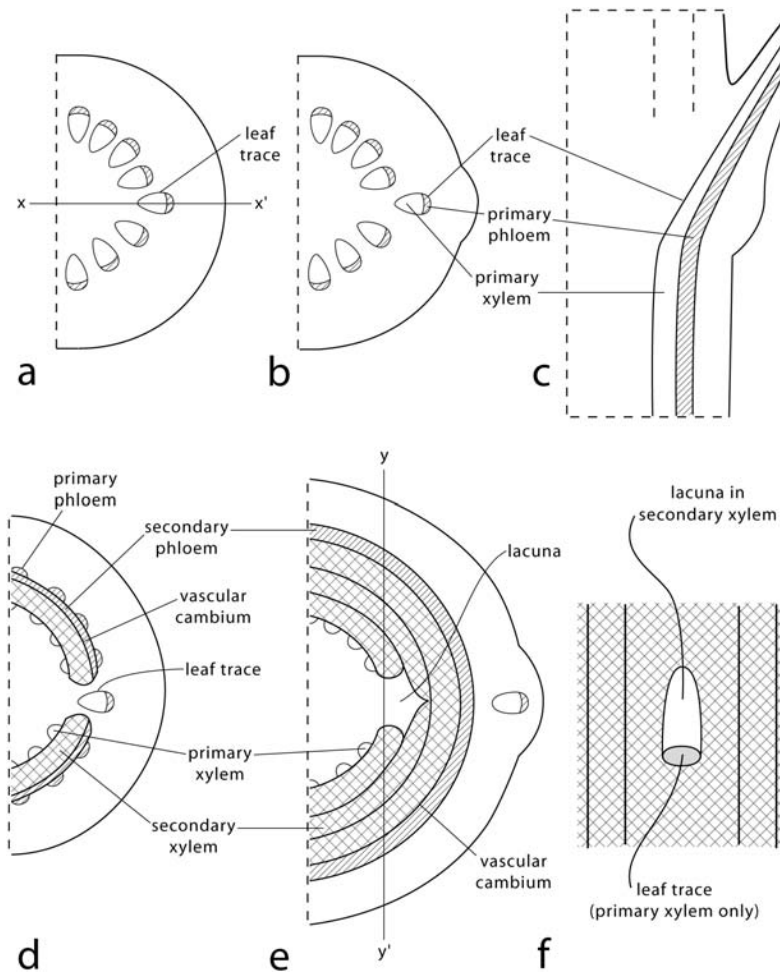 leaf
trace
x
x'
a
b
leaf
trace
primary
phloem
primary
xylem
c
primary
phloem
secondary
phloem
vascular
cambium
leaf trace
primary
xylem
secondary
xylem
d
y
lacuna
vascular
cambium
y'
e
lacuna in
secondary xylem
leaf trace
(primary xylem only)
f